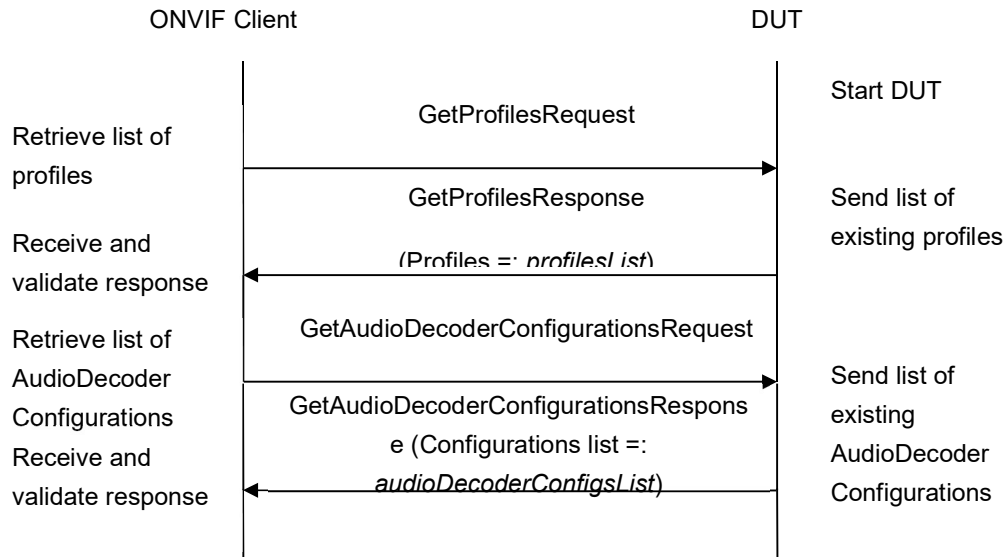 ONVIF Client
DUT
Start DUT
GetProfilesRequest
Retrieve list of
profiles
GetProfilesResponse
Send list of
existing profiles
Receive and
validate response
(Profiles =: profilesList)
GetAudioDecoderConfigurationsRequest
Retrieve list of
AudioDecoder
Configurations
Send list of
existing
AudioDecoder
Configurations
GetAudioDecoderConfigurationsRespons
e (Configurations list =:
audioDecoderConfigsList)
Receive and
validate response